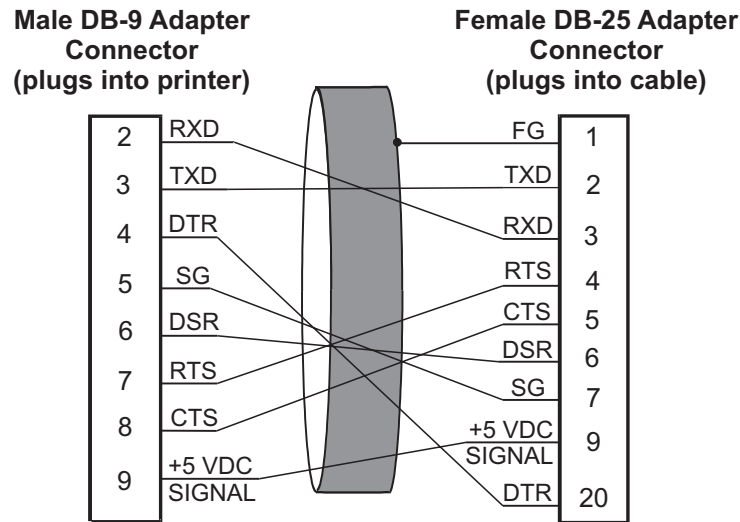 Male DB-9 Adapter
Connector
(plugs into printer)
2
RXD
3
TXD
4
DTR
5
SG
6
DSR
7
RTS
8
CTS
9
+5 VDC
SIGNAL
Female DB-25 Adapter
Connector
(plugs into cable)
FG
1
TXD
2
RXD
3
RTS
4
CTS
5
DSR
6
SG
7
+5 VDC
SIGNAL
9
DTR
20